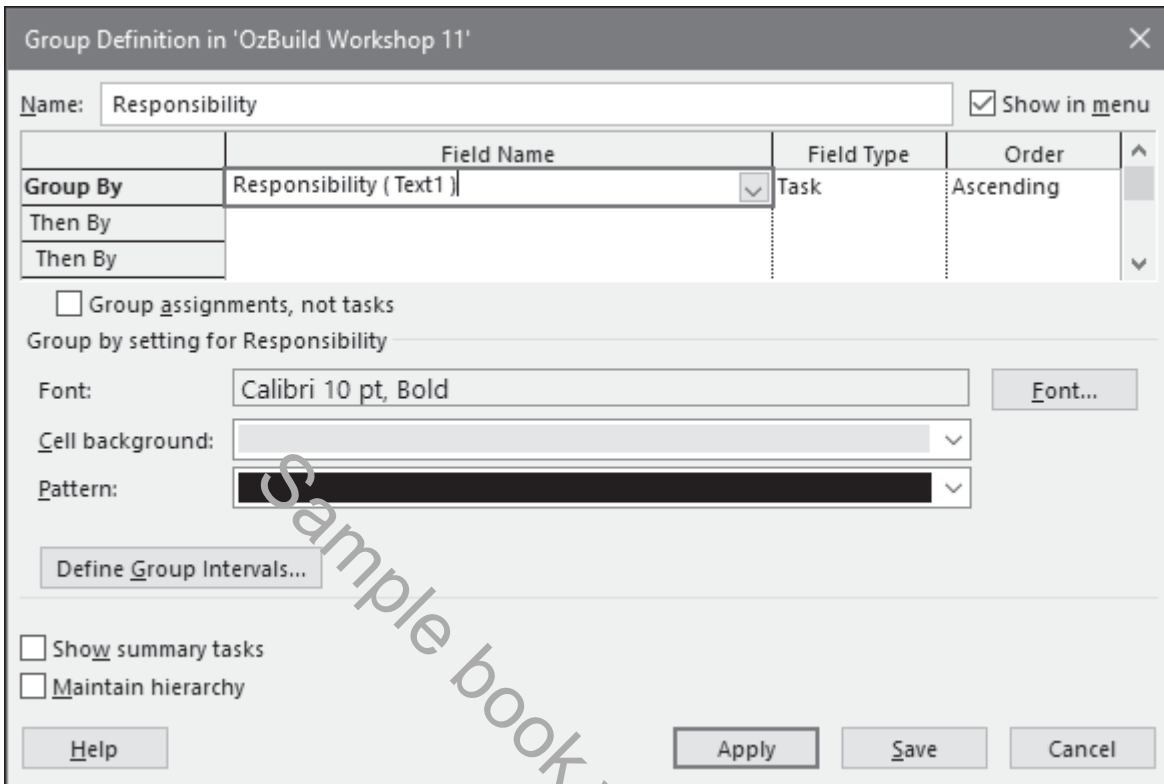 Group Definition in 'OzBuild Workshop 11'
Name: Responsibility Show in menu
Field Name Field Type Order
Group By Responsibility ( Text1 ) Task Ascending
Then By
Then By
Group assignments, not tasks
Group by setting for Responsibility
Font: Calibri 10 pt, Bold Font...
Cell background:
Pattern:
Define Group Intervals...
Show summary tasks
Maintain hierarchy
Help Apply Save Cancel
Sample book